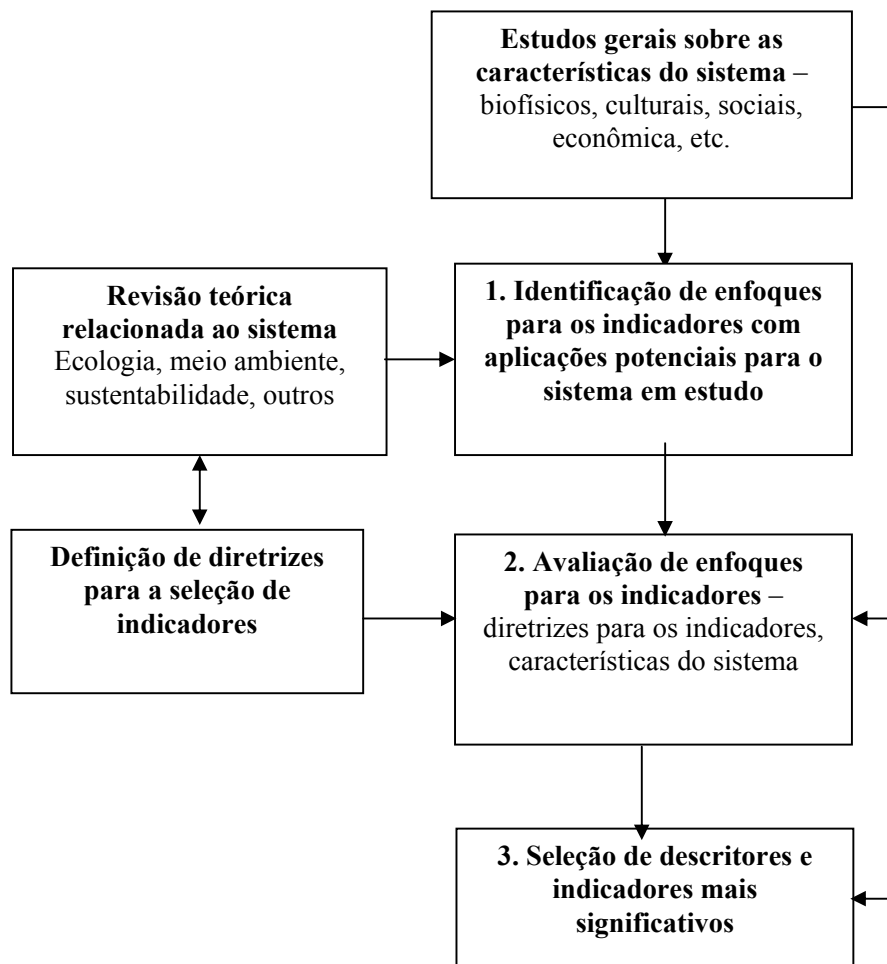 Estudos gerais sobre as
características do sistema –
biofísicos, culturais, sociais,
econômica, etc.
Revisão teórica
relacionada ao sistema
Ecologia, meio ambiente,
sustentabilidade, outros
1. Identificação de enfoques
para os indicadores com
aplicações potenciais para o
sistema em estudo
Definição de diretrizes
para a seleção de
indicadores
2. Avaliação de enfoques
para os indicadores –
diretrizes para os indicadores,
características do sistema
3. Seleção de descritores e
indicadores mais
significativos